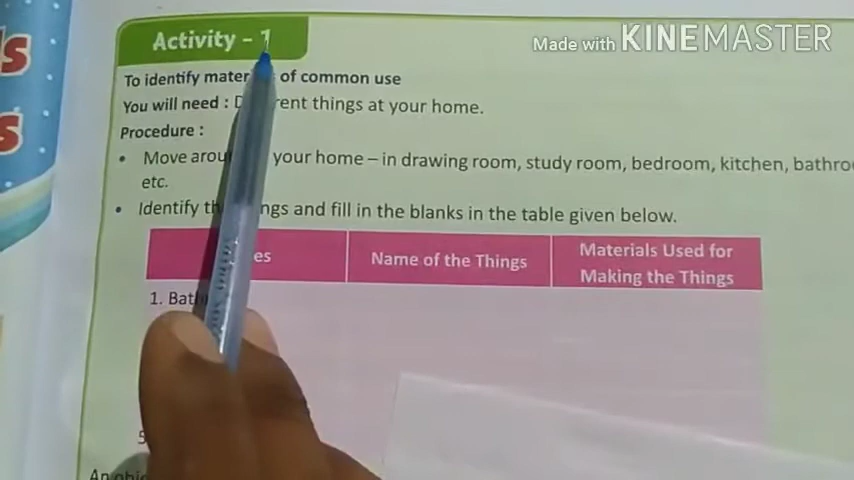 Made with KINEMASTER
Activity - 1
To identify mater of common use
You will need : D rent things at your home.
Procedure :
• Move arou your home – in drawing room, study room, bedroom, kitchen, bathro
etc.
• Identify th ngs and fill in the blanks in the table given below.
es Name of the Things Materials Used for
Making the Things
1. Bat
5
An obje